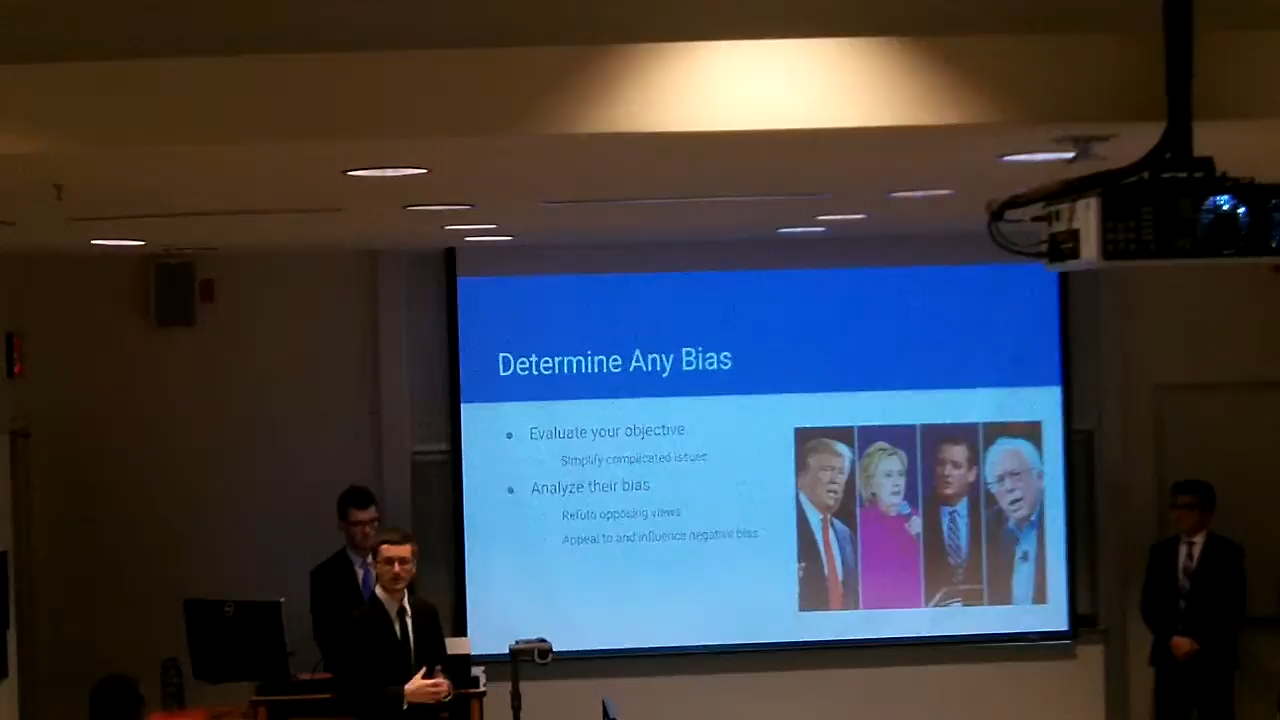 Determine Any Bias
Evaluate your objective
Simplify complicated issues
Analyze their bias
Refute opposing views
Appeal to and influence negative bias